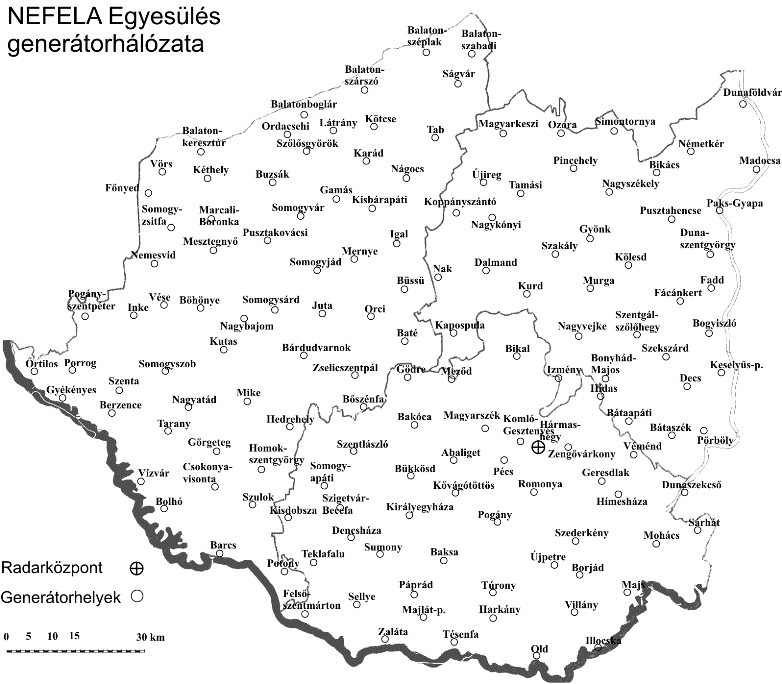 NEFELA Egyesülés
generátorhálózata
Balaton-
széplak
Balaton-
szabadi
Ságvár
Balaton-
szárszó
Dunaföldvár
Balatonboglár
Látrány
Kötcse
Ordacsehi
Balaton-
keresztúr
Tab
Magyarkeszi
Ozora
Simontornya
Szőlősgyörök
Németkér
Karád
Vörs
Kéthely
Buzsák
Nágocs
Újireg
Pincehely
Bikács
Madocsa
Fönyed
Gamás
Kisbárapáti
Koppányszántó
Tamási
Nagyszékely
Paks-Gyapa
Somogy-
zsitfa
Marcali-
Boronka
Somogyvár
Pusztahencse
Nagykónyi
Mesztegnyő
Pusztakovácsi
Igal
Gyönk
Duna-
szentgyörgy
Nemesvid
Somogyjád
Mernye
Szakály
Kölesd
Dalmand
Nak
Büssü
Kurd
Murga
Fadd
Fácánkert
Pogány-
szentpéter
Inke
Vése
Böhönye
Somogysárd
Juta
Orci
Nagybajom
Kapospula
Nagyvejke
Szentgál-
szőlőhegy
Bogyiszló
Kutas
Baté
Bárdudvarnok
Bikal
Szekszárd
Bonyhád-
Majos
Őrtilos
Porrog
Somogyszob
Zselicszentpál
Gödre
Meződ
Izmény
Keselyűs-p.
Szenta
Decs
Gyékényes
Hidas
Berzence
Nagyatád
Mike
Bőszénfa
Bátaapáti
Tarany
Hedrehely
Bakóca
Magyarszék
Komló-
Gesztenyés
Hármas-
hegy
Bátaszék
Pörböly
Görgeteg
Homok-
szentgyörgy
Szentlászló
Abaliget
Zengővárkony
Véménd
Vízvár
Csokonya-
visonta
Somogy-
apáti
Bükkösd
Pécs
Geresdlak
Kővágótöttös
Romonya
Dunaszekcső
Bolhó
Szulok
Szigetvár-
Becefa
Hímesháza
Kisdobsza
Királyegyháza
Pogány
Sárhát
Dencsháza
Szederkény
Mohács
Barcs
Teklafalu
Sumony
Baksa
Potony
Újpetre
Borjád
Radarközpont
Páprád
Túrony
Majs
Felső-
szentmárton
Sellye
Generátorhelyek
Majlát-p.
Harkány
Villány
Zaláta
Tésenfa
Old
Illocska
0 5 10 15 30 km